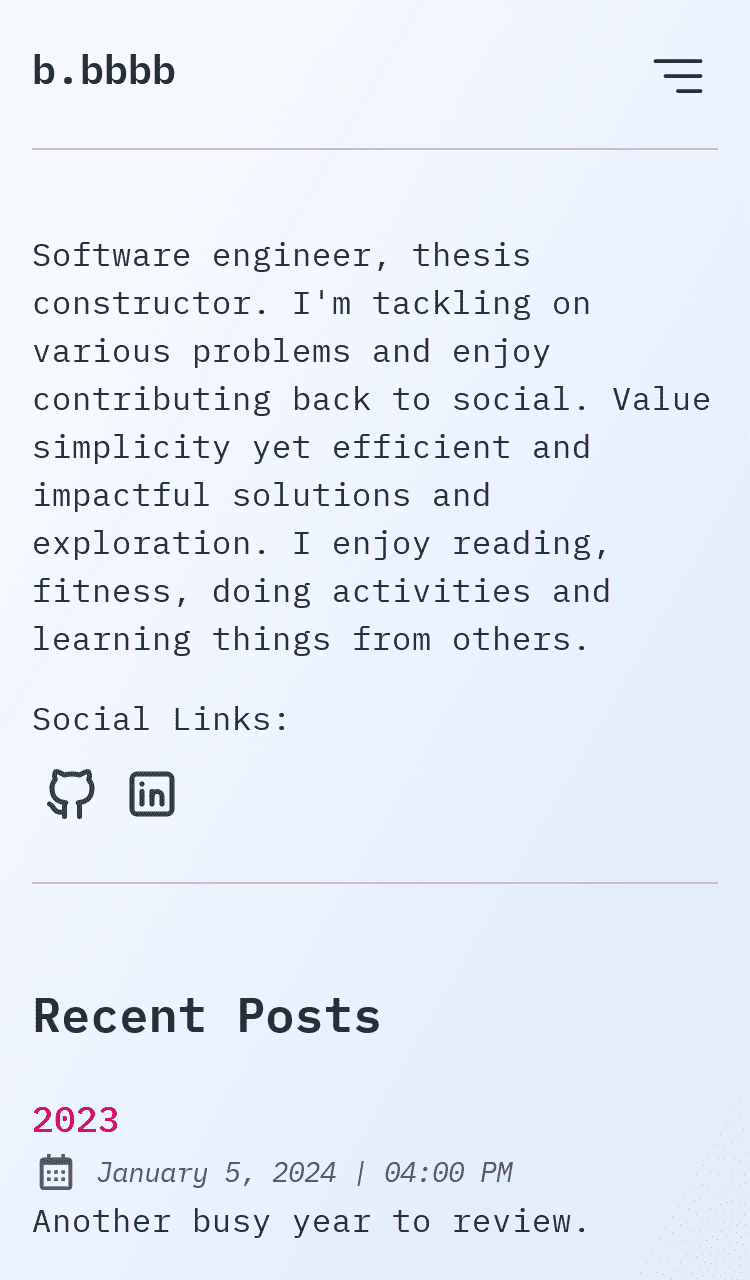 b.bbbb
Software engineer, thesis
constructor. I'm tackling on
various problems and enjoy
contributing back to social. Value
simplicity yet efficient and
impactful solutions and
exploration. I enjoy reading,
fitness, doing activities and
learning things from others.
Social Links:
in
Recent Posts
2023
January 5, 2024 | 04:00 PM
Another busy year to review.